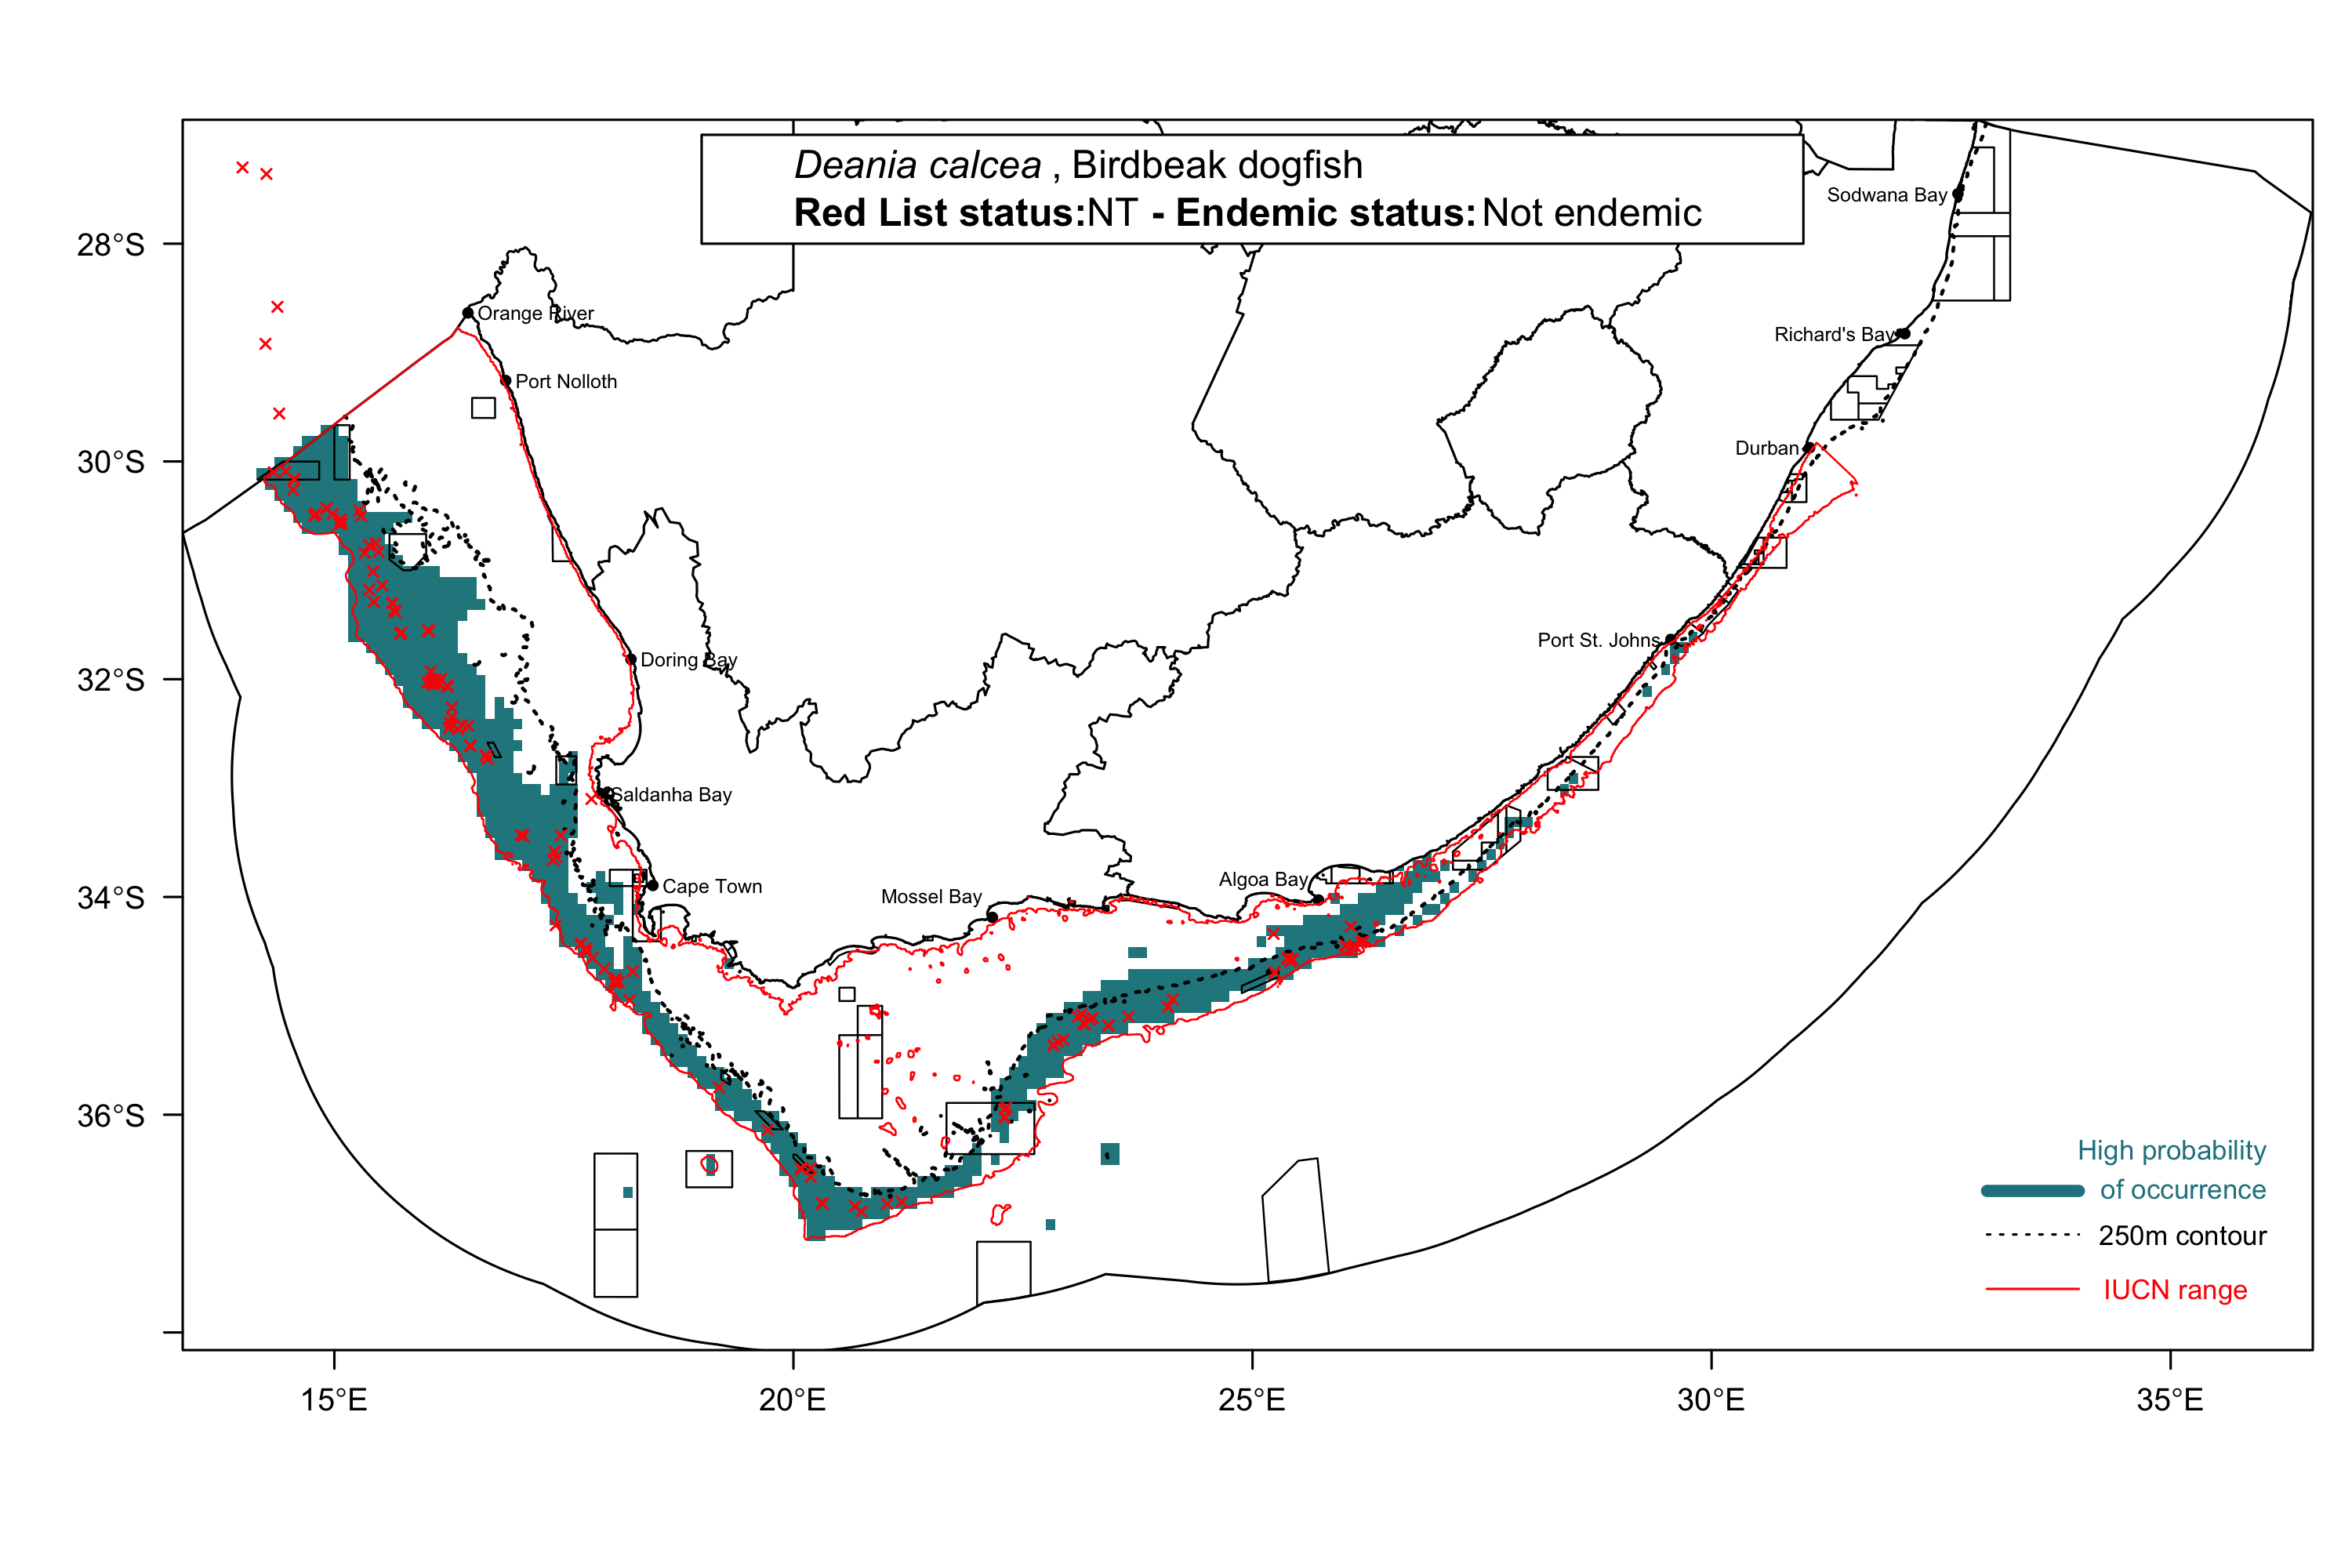 Deania calcea , Birdbeak dogfish
Red List status:NT - Endemic status: Not endemic
Sodwana Bay
28°S
Orange River
Richard's Bay
Port Nolloth
Durban
30°S
Port St. Johns
Doring Bay
32°S
Saldanha Bay
Algoa Bay
Cape Town
Mossel Bay
34°S
36°S
High probability
of occurrence
250m contour
IUCN range
15°E
20°E
25°E
30°E
35°E